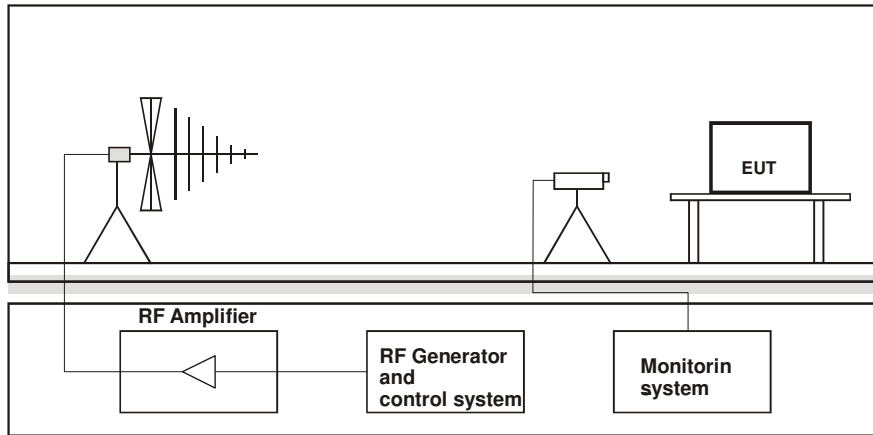 EUT
RF Amplifier
RF Generator
and
control system
Monitorin
system